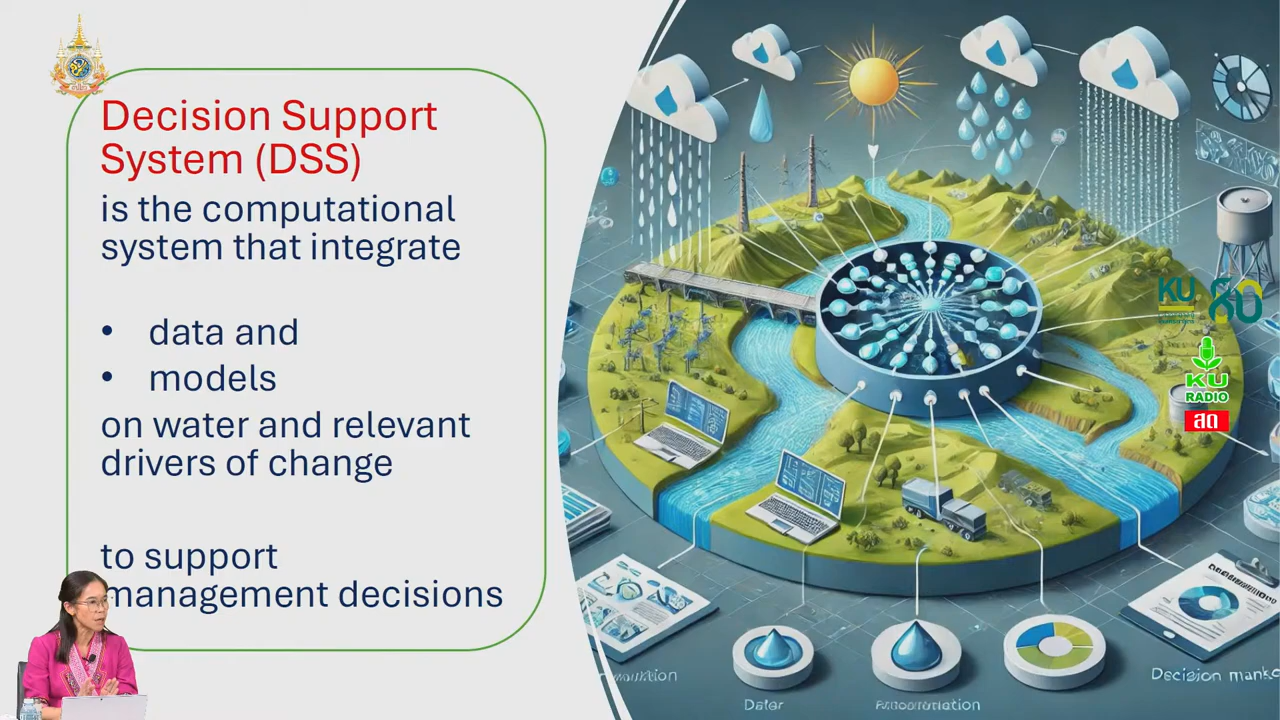 Decision Support
System (DSS)
is the computational
system that integrate
• data and
• models
on water and relevant
drivers of change
to support
management decisions
KU
KU
RADIO
สด
Dater
Decision